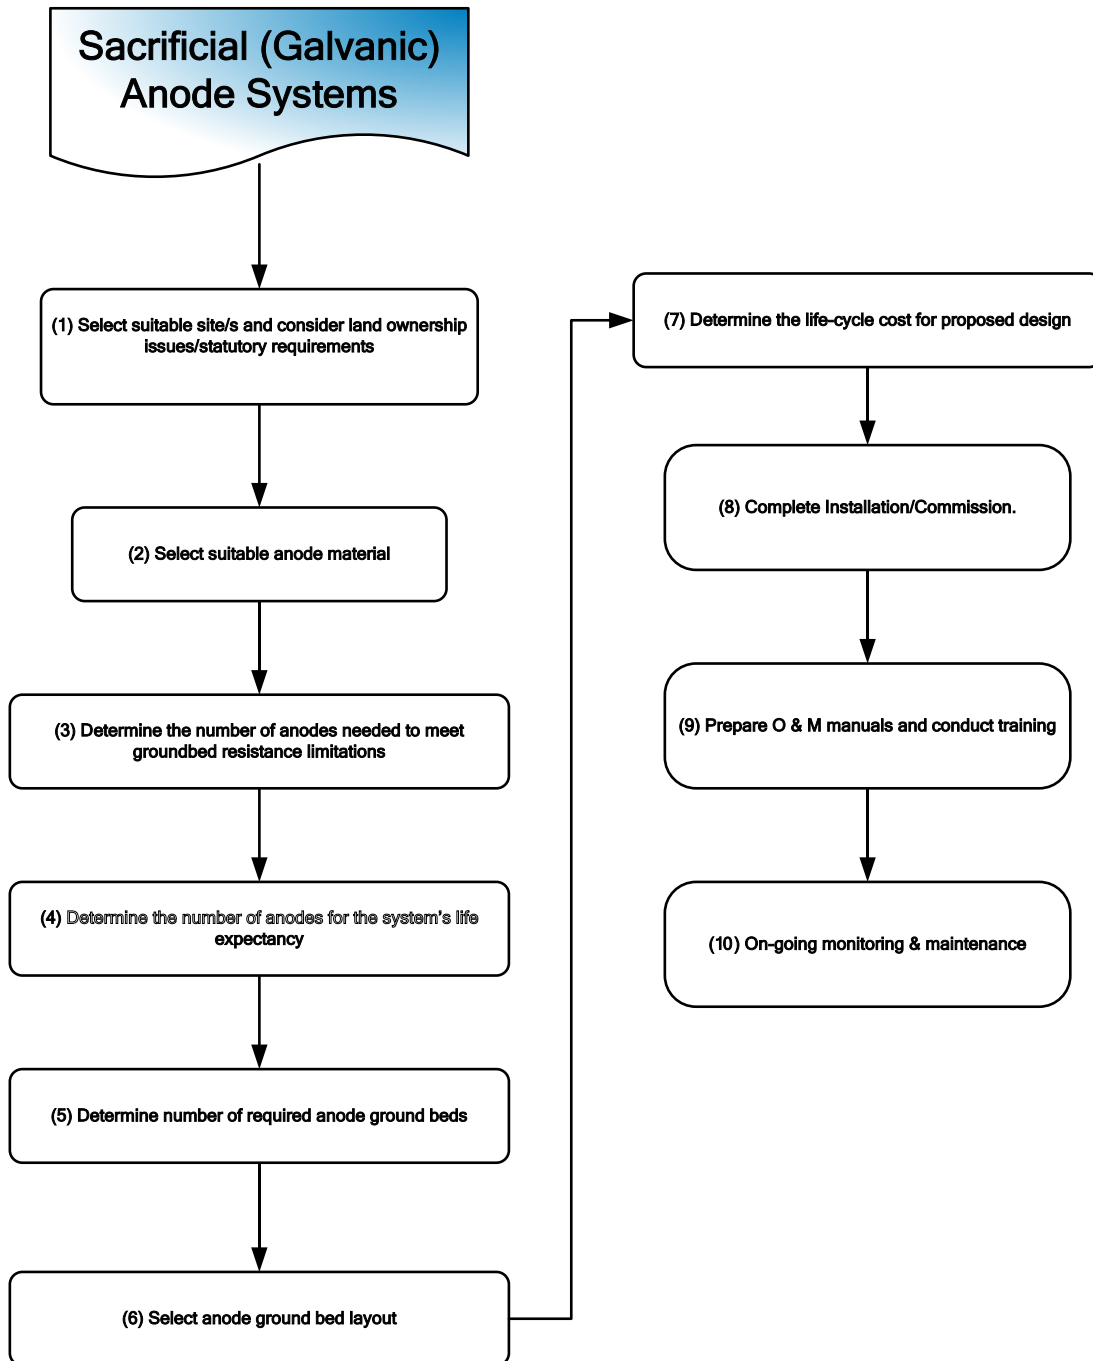 Sacrificial (Galvanic)
Anode Systems
(1) Select suitable site/s and consider land ownership
issues/statutory requirements
(2) Select suitable anode material
(3) Determine the number of anodes needed to meet
groundbed resistance limitations
(4) Determine the number of anodes for the system's life
expectancy
(5) Determine number of required anode ground beds
(6) Select anode ground bed layout
(7) Determine the life-cycle cost for proposed design
(8) Complete Installation/Commission.
(9) Prepare O & M manuals and conduct training
(10) On-going monitoring & maintenance